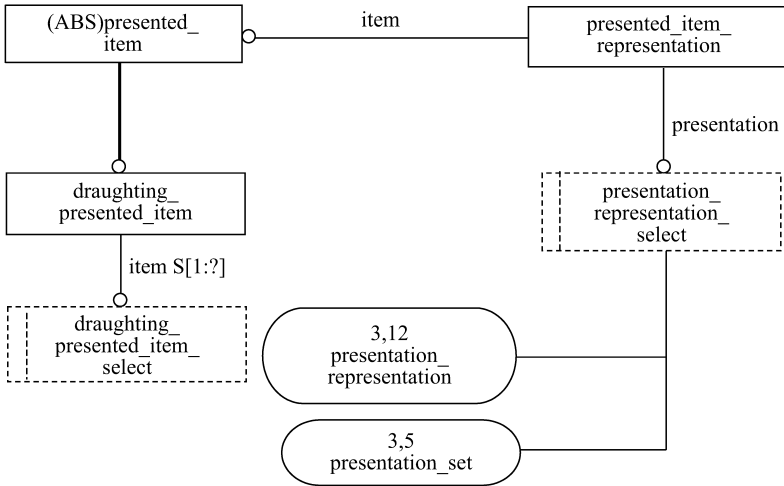 (ABS)presented_
item
item
presented_item_
representation
presentation
draughting_
presented_item
presentation_
representation_
select
item S[1:?]
draughting_
presented_item_
select
3,12
presentation_
representation
3,5
presentation_set